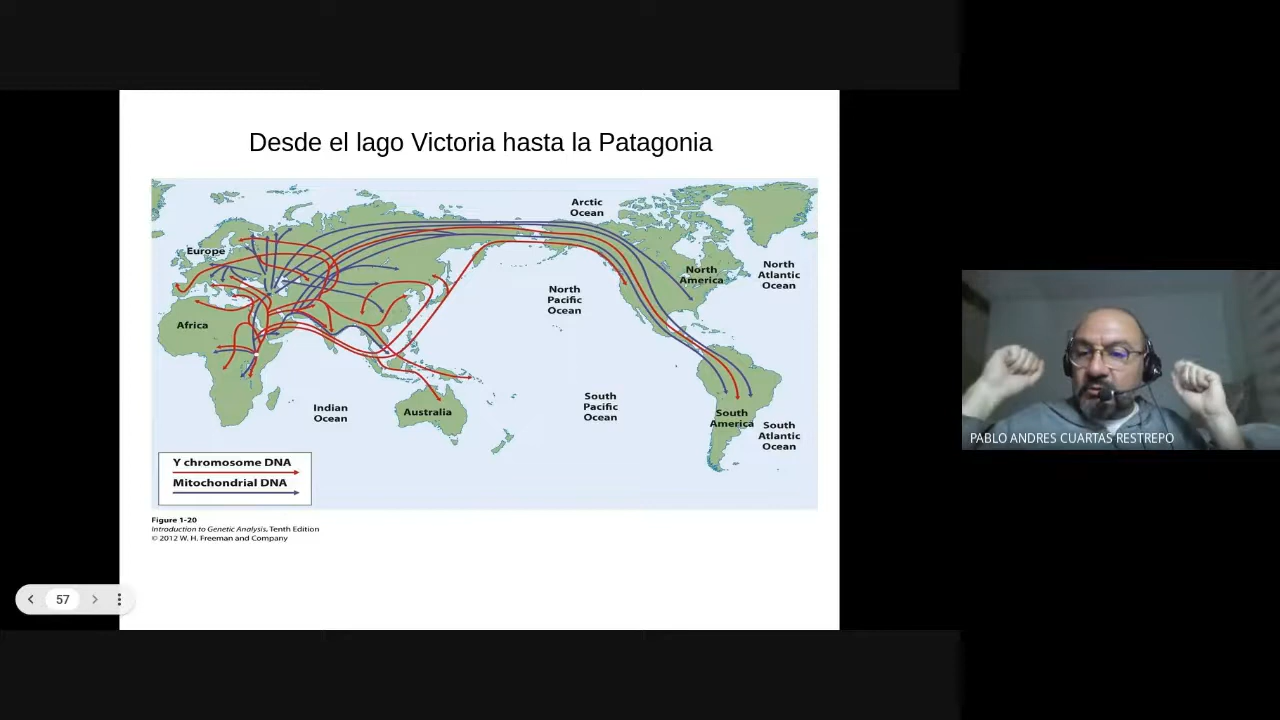 Desde el lago Victoria hasta la Patagonia
Arctic
Ocean
Europe
North
America
North
Atlantic
Ocean
North
Pacific
Ocean
Africa
Indian
Ocean
Australia
South
Pacific
Ocean
South
America
South
Atlantic
Ocean
Y chromosome DNA
Mitochondrial DNA
Figure 1-20
Introduction to Genetic Analysis, Tenth Edition
© 2012 W. H. Freeman and Company
57
PABLO ANDRES CUARTAS RESTREPO